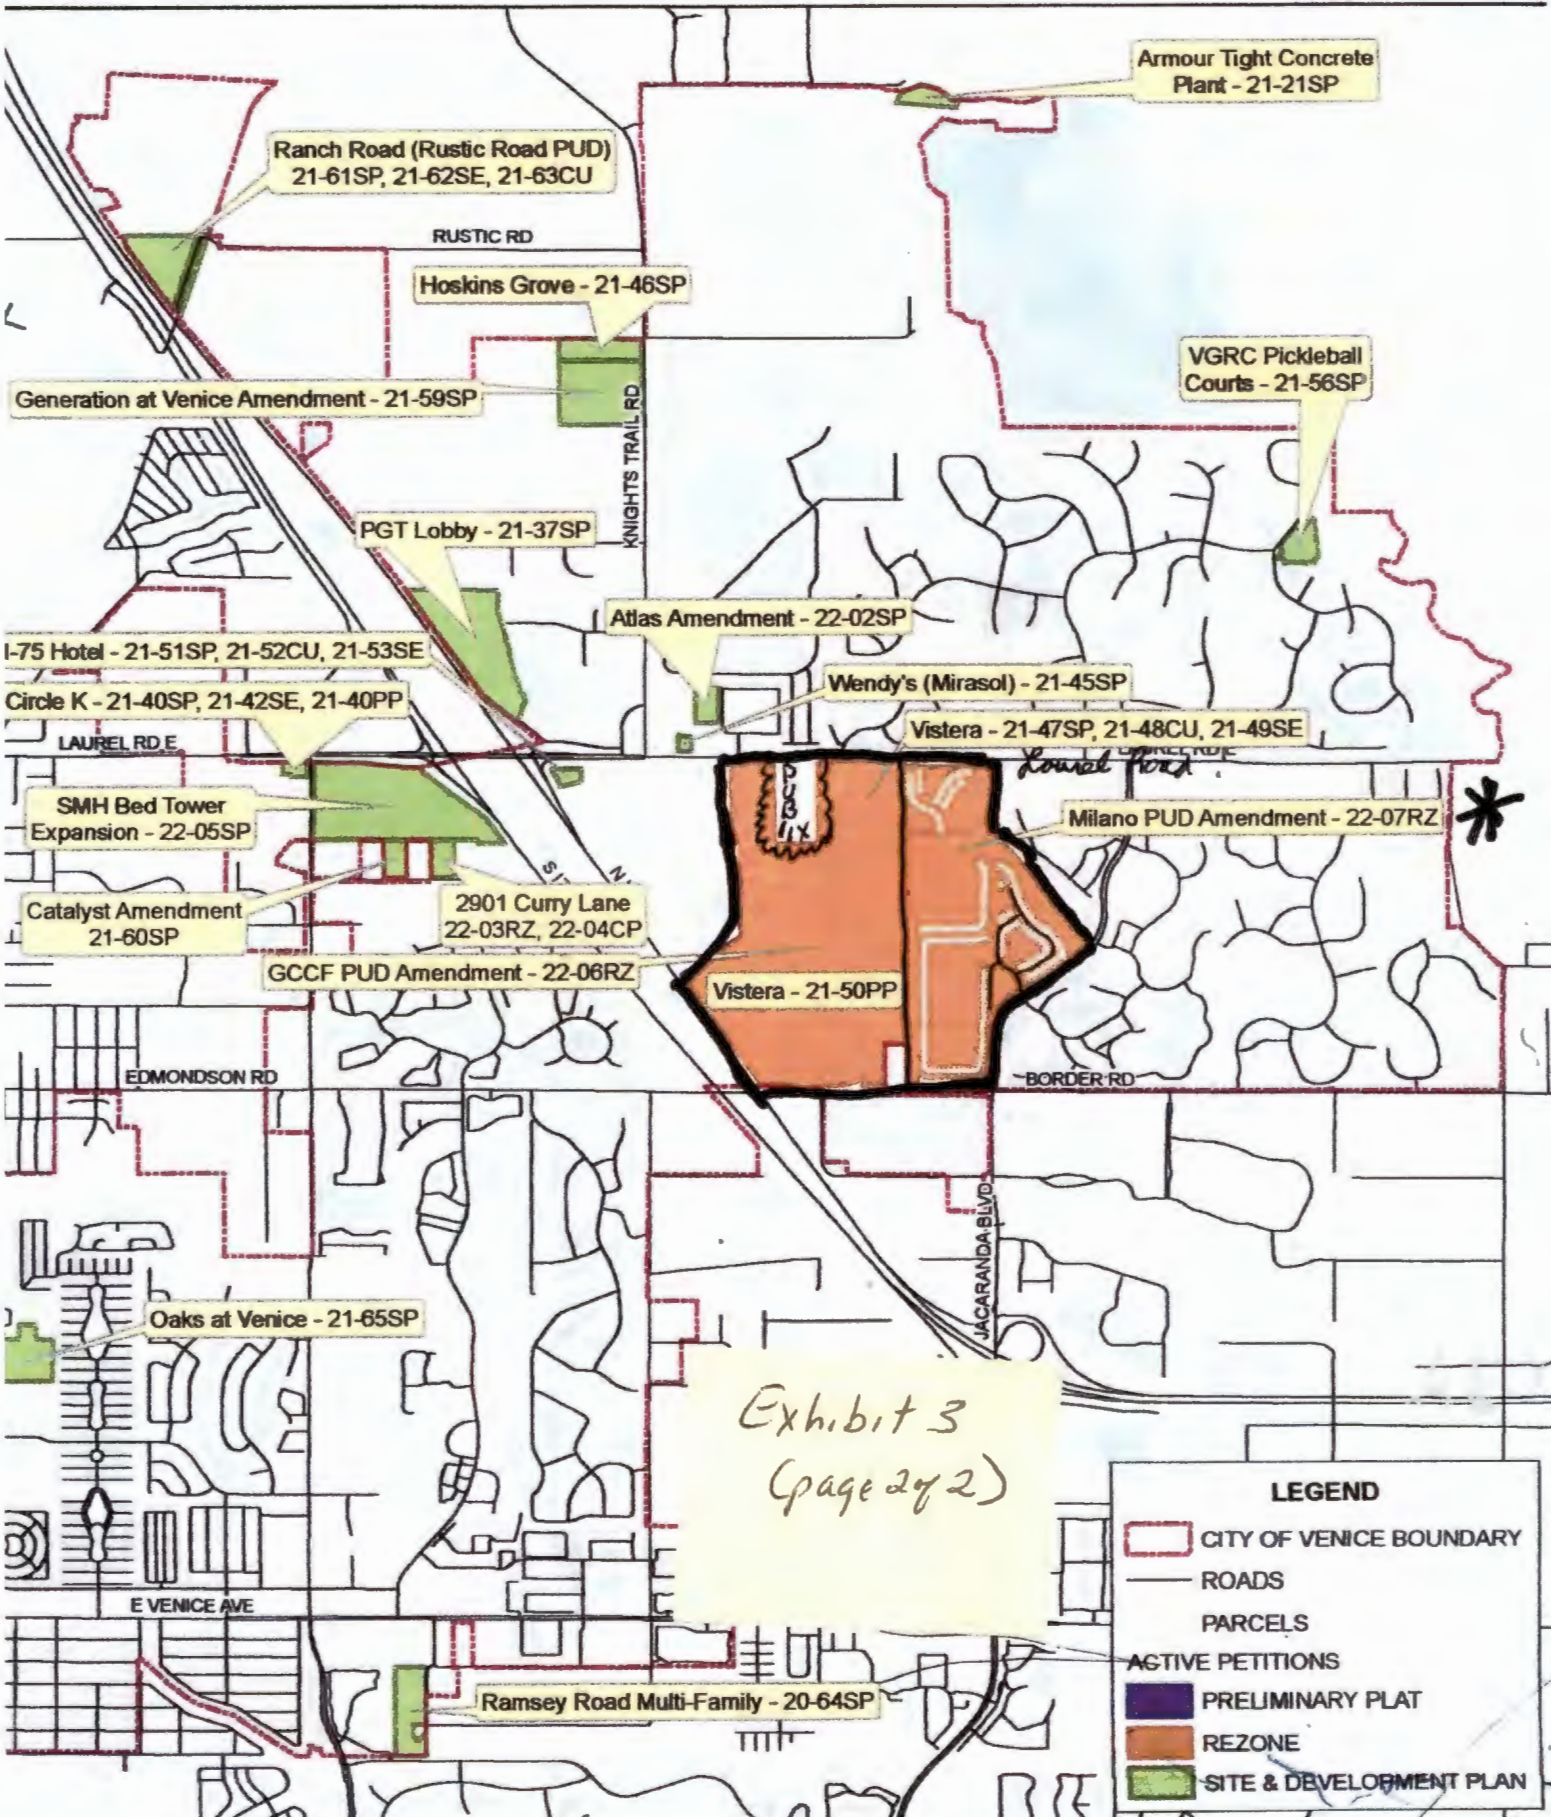 Armour Tight Concrete
Plant - 21-21SP
Ranch Road (Rustic Road PUD)
21-61SP, 21-62SE, 21-63CU
RUSTIC RD
Hoskins Grove - 21-46SP
VGRC Pickleball
Courts - 21-56SP
Generation at Venice Amendment - 21-59SP
KNIGHTS TRAIL RD
PGT Lobby - 21-37SP
Atlas Amendment - 22-02SP
I-75 Hotel - 21-51SP, 21-52CU, 21-53SE
Wendy's (Mirasol) - 21-45SP
Circle K - 21-40SP, 21-42SE, 21-40PP
Vistera - 21-47SP, 21-48CU, 21-49SE
LAUREL RD E
LAUREL RD E
Laurel Road
SMH Bed Tower
Expansion - 22-05SP
Milano PUD Amendment - 22-07RZ
Catalyst Amendment
21-60SP
2901 Curry Lane
22-03RZ, 22-04CP
GCCF PUD Amendment - 22-06RZ
Vistera - 21-50PP
EDMONDSON RD
BORDER RD
JACARANDA BLVD
Oaks at Venice - 21-65SP
Exhibit 3
(page 2 of 2)
E VENICE AVE
Ramsey Road Multi-Family - 20-64SP
LEGEND
CITY OF VENICE BOUNDARY
ROADS
PARCELS
ACTIVE PETITIONS
PRELIMINARY PLAT
REZONE
SITE & DEVELOPMENT PLAN